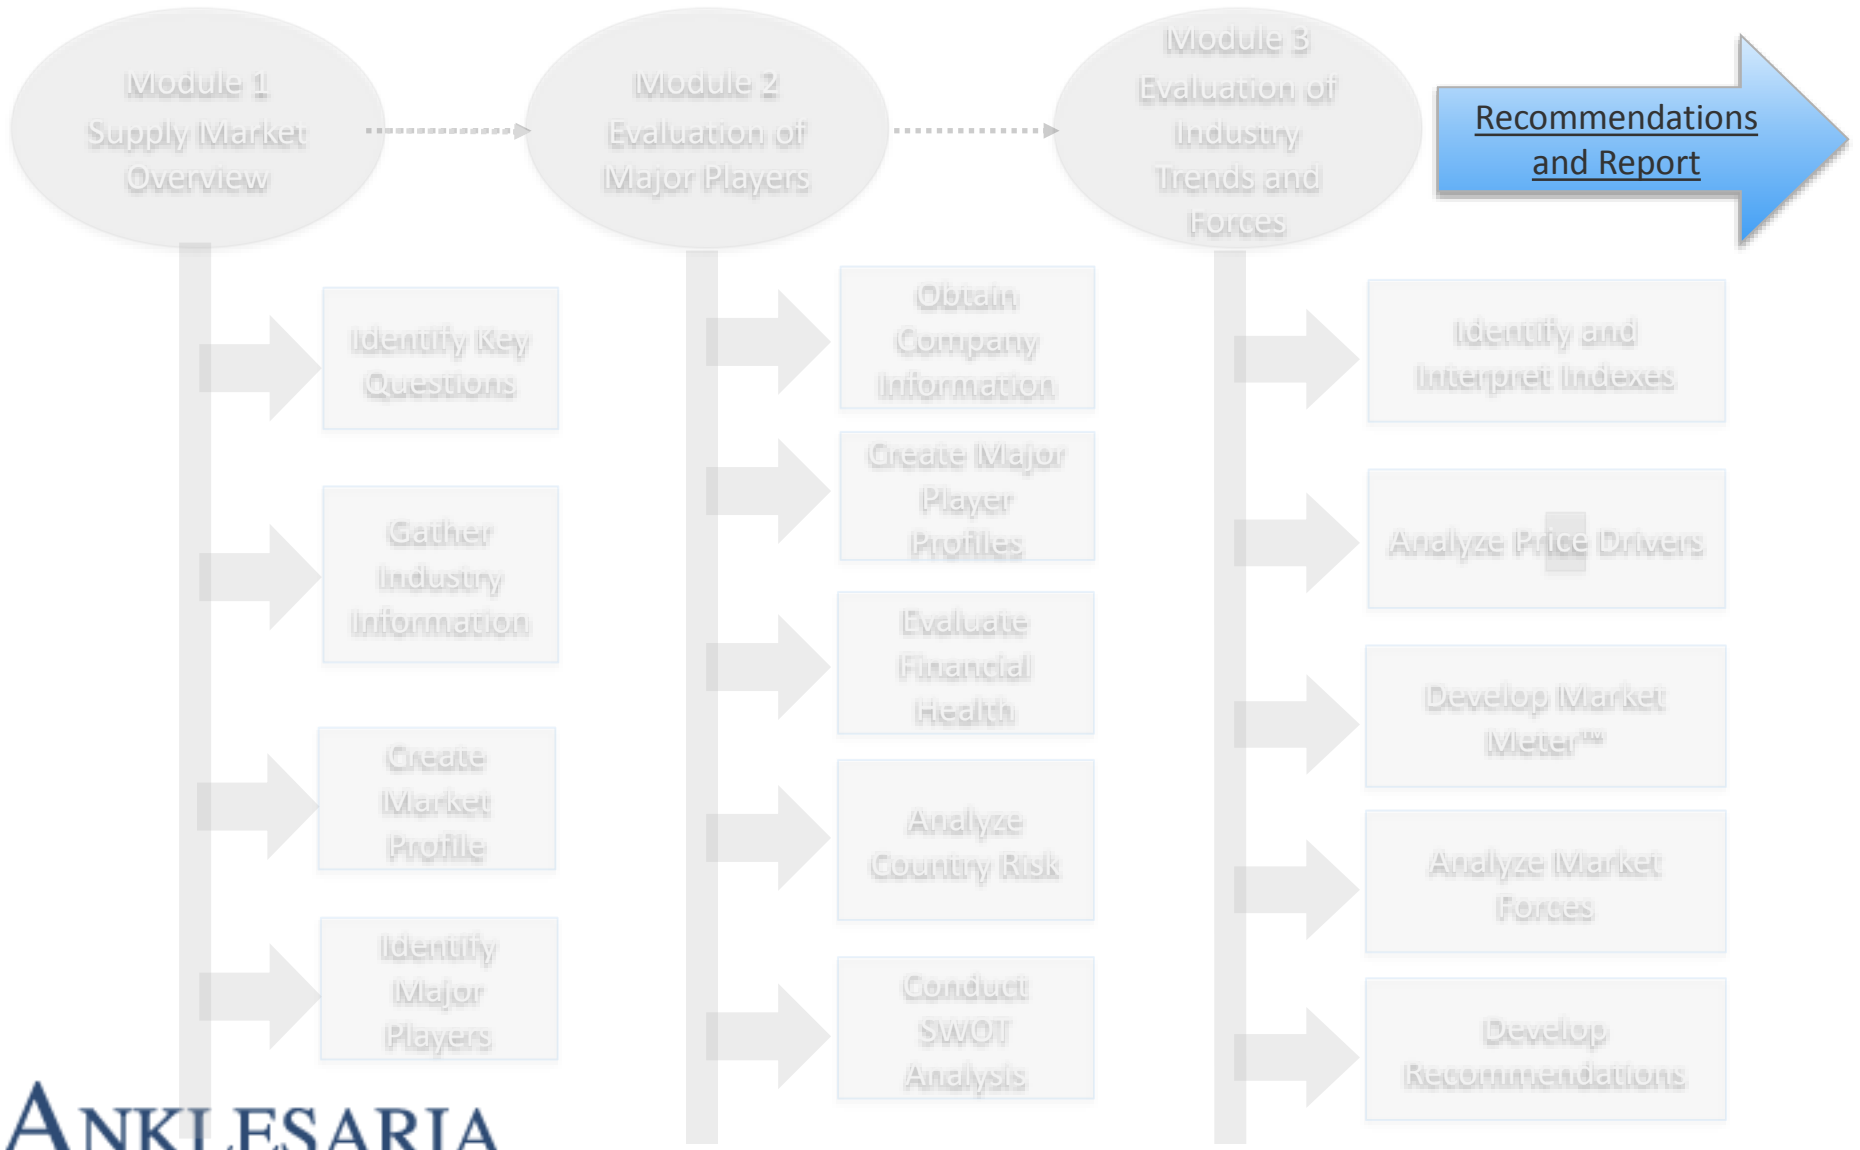 Module 1
Supply Market
Overview
Module 2
Evaluation of
Major Players
Module 3
Evaluation of
Industry
Trends and
Forces
Recommendations
and Report
Identify Key
Questions
Gather
Industry
Information
Create
Market
Profile
Identify
Major
Players
Obtain
Company
Information
Create Major
Player
Profiles
Evaluate
Financial
Health
Analyze
Country Risk
Conduct
SWOT
Analysis
Identify and
Interpret Indexes
Analyze Price Drivers
Develop Market
Meter™
Analyze Market
Forces
Develop
Recommendations
ANKLESARIA